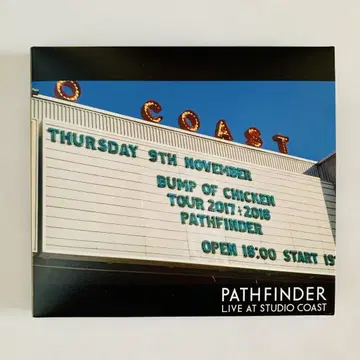 O COAST
THURSDAY 9TH NOVEMBER
BUMP OF CHICKEN
TOUR 2017-2018
PATHFINDER
OPEN 18:00 START 19
PATHFINDER
LIVE AT STUDIO COAST